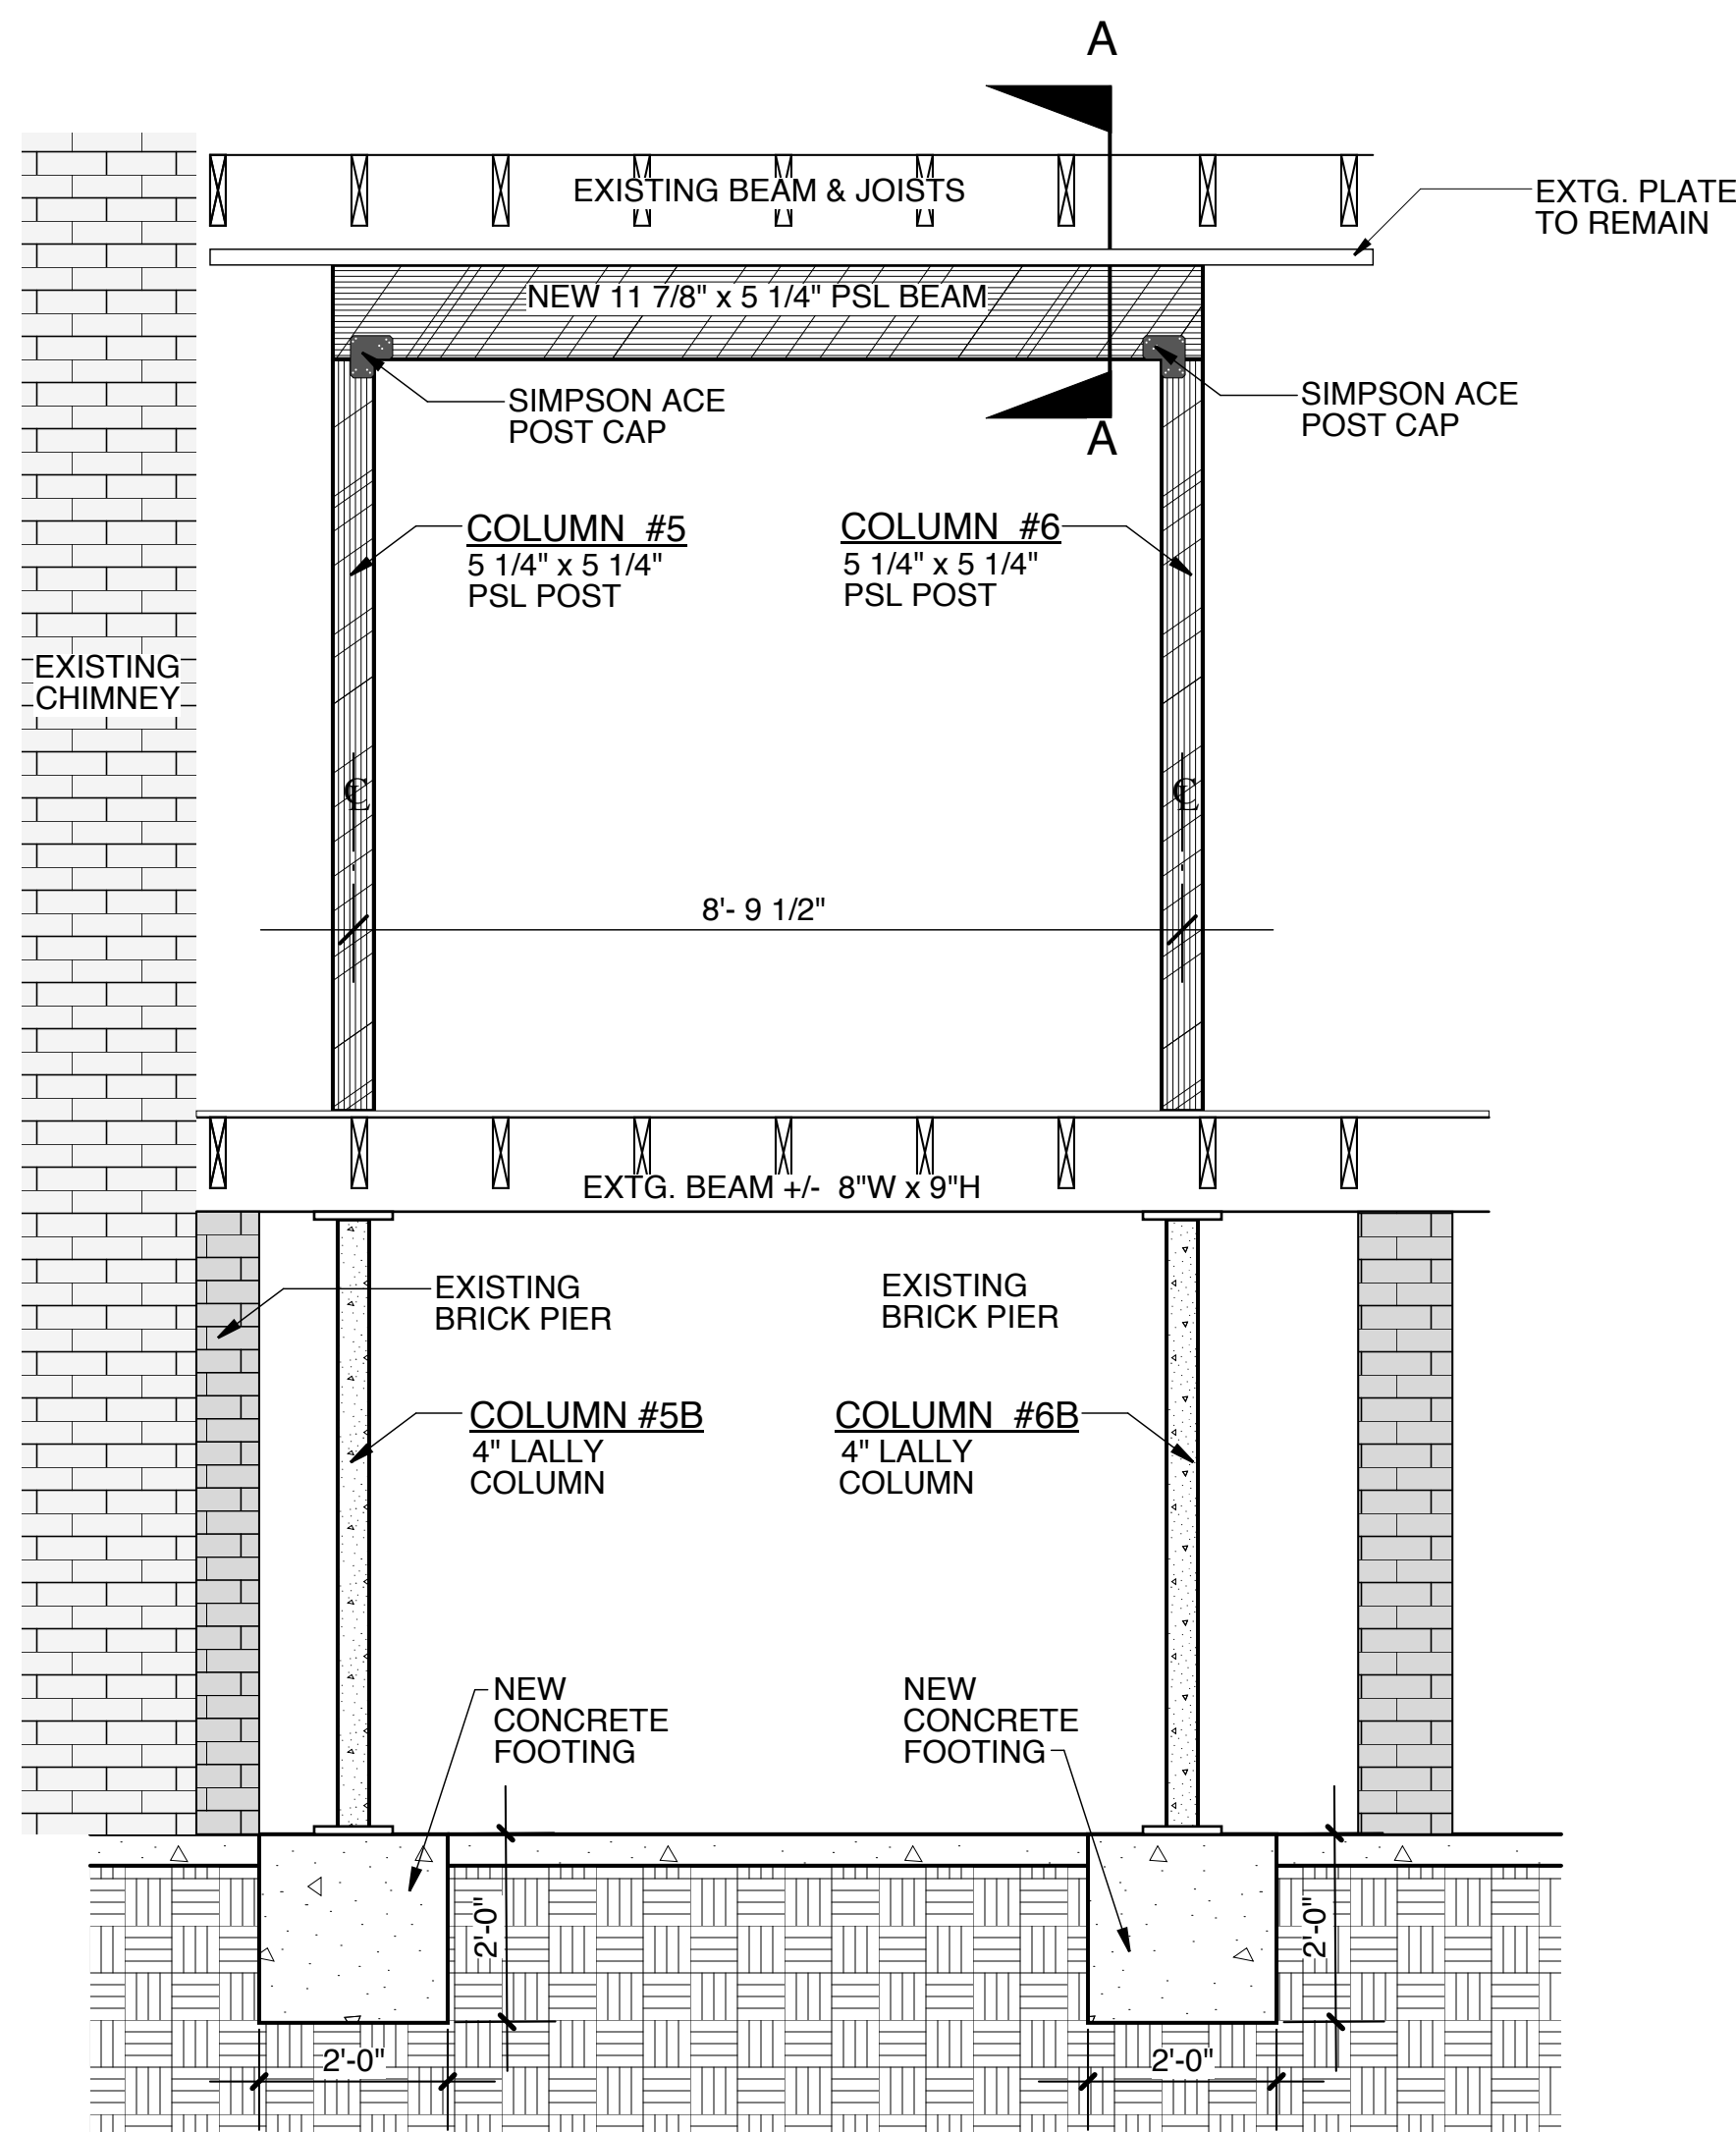 A
EXISTING BEAM & JOISTS
EXTG. PLATE
TO REMAIN
NEW 11 7/8" x 5 1/4" PSL BEAM
SIMPSON ACE
POST CAP
SIMPSON ACE
POST CAP
A
COLUMN #5
5 1/4" x 5 1/4"
PSL POST
COLUMN #6
5 1/4" x 5 1/4"
PSL POST
EXISTING
CHIMNEY
℄
℄
8'- 9 1/2"
EXTG. BEAM +/- 8"W x 9"H
EXISTING
BRICK PIER
EXISTING
BRICK PIER
COLUMN #5B
4" LALLY
COLUMN
COLUMN #6B
4" LALLY
COLUMN
NEW
CONCRETE
FOOTING
NEW
CONCRETE
FOOTING
2'-0"
2'-0"
2'-0"
2'-0"